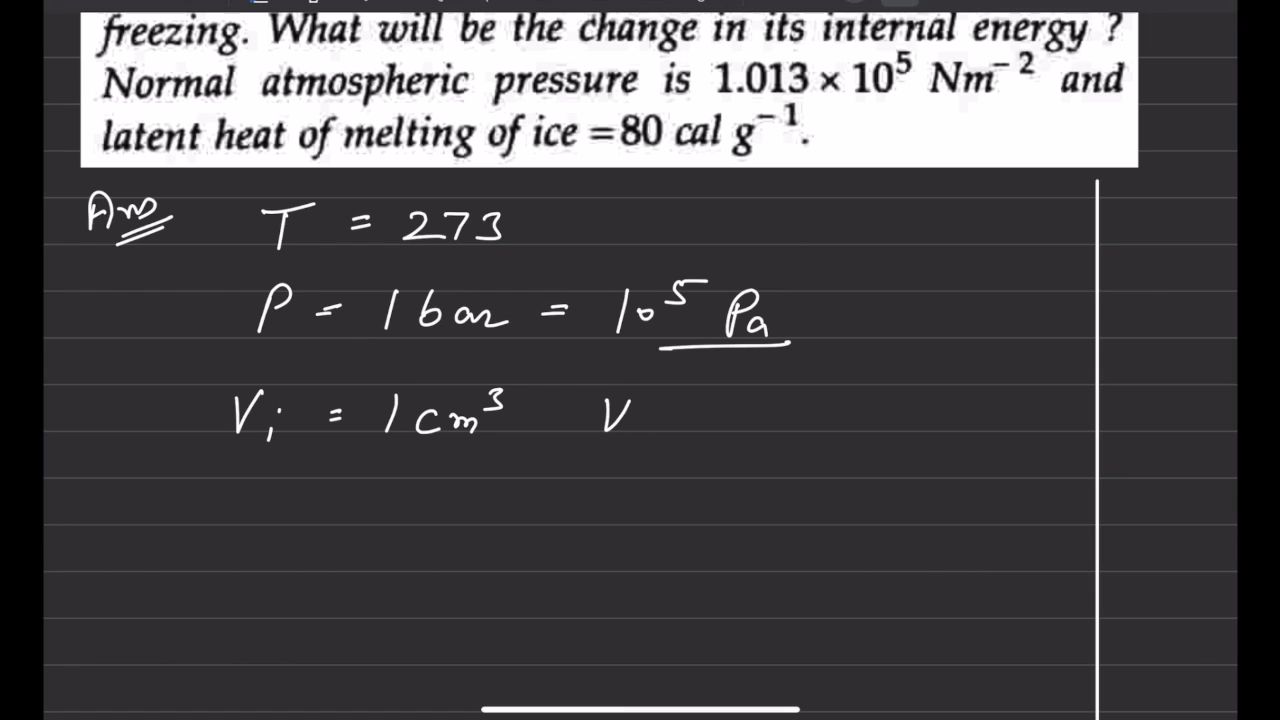 freezing. What will be the change in its internal energy ?
Normal atmospheric pressure is 1.013 × 10⁵ Nm⁻² and
latent heat of melting of ice = 80 cal g⁻¹.
Ans T = 273
P = 1 bar = 10⁵ Pa
Vᵢ = 1 cm³ V